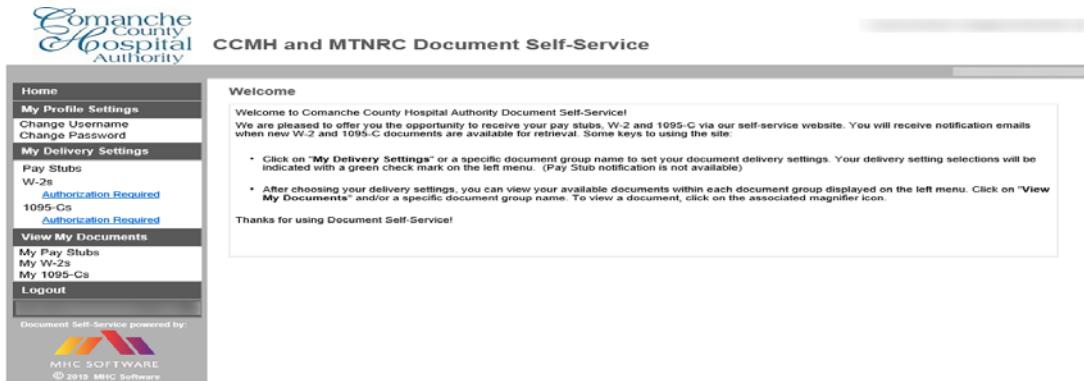 Comanche
County
Hospital
Authority
CCMH and MTNRC Document Self-Service
Home
My Profile Settings
Change Username
Change Password
My Delivery Settings
Pay Stubs
W-2s
Authorization Required
1095-Cs
Authorization Required
View My Documents
My Pay Stubs
My W-2s
My 1095-Cs
Logout
Document Self-Service powered by:
MHC SOFTWARE
© 2015 MHC Software
Welcome
Welcome to Comanche County Hospital Authority Document Self-Service!
We are pleased to offer you the opportunity to receive your pay stubs, W-2 and 1095-C via our self-service website. You will receive notification emails
when new W-2 and 1095-C documents are available for retrieval. Some keys to using the site:
• Click on "My Delivery Settings" or a specific document group name to set your document delivery settings. Your delivery setting selections will be
indicated with a green check mark on the left menu. (Pay Stub notification is not available)
• After choosing your delivery settings, you can view your available documents within each document group displayed on the left menu. Click on "View
My Documents" and/or a specific document group name. To view a document, click on the associated magnifier icon.
Thanks for using Document Self-Service!